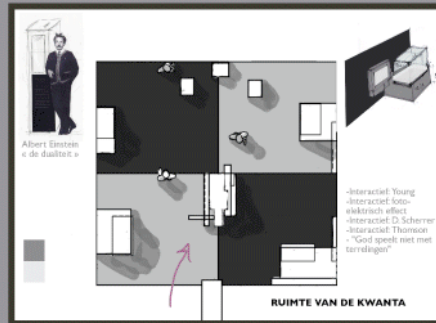 Albert Einstein
« de dualiteit »
-Interactief: Young
-Interactief: foto-
elektrisch effect
-Interactief: D. Scherrer
-Interactief: Thomson
- "God speelt niet met
terrelingen"
RUIMTE VAN DE KWANTA